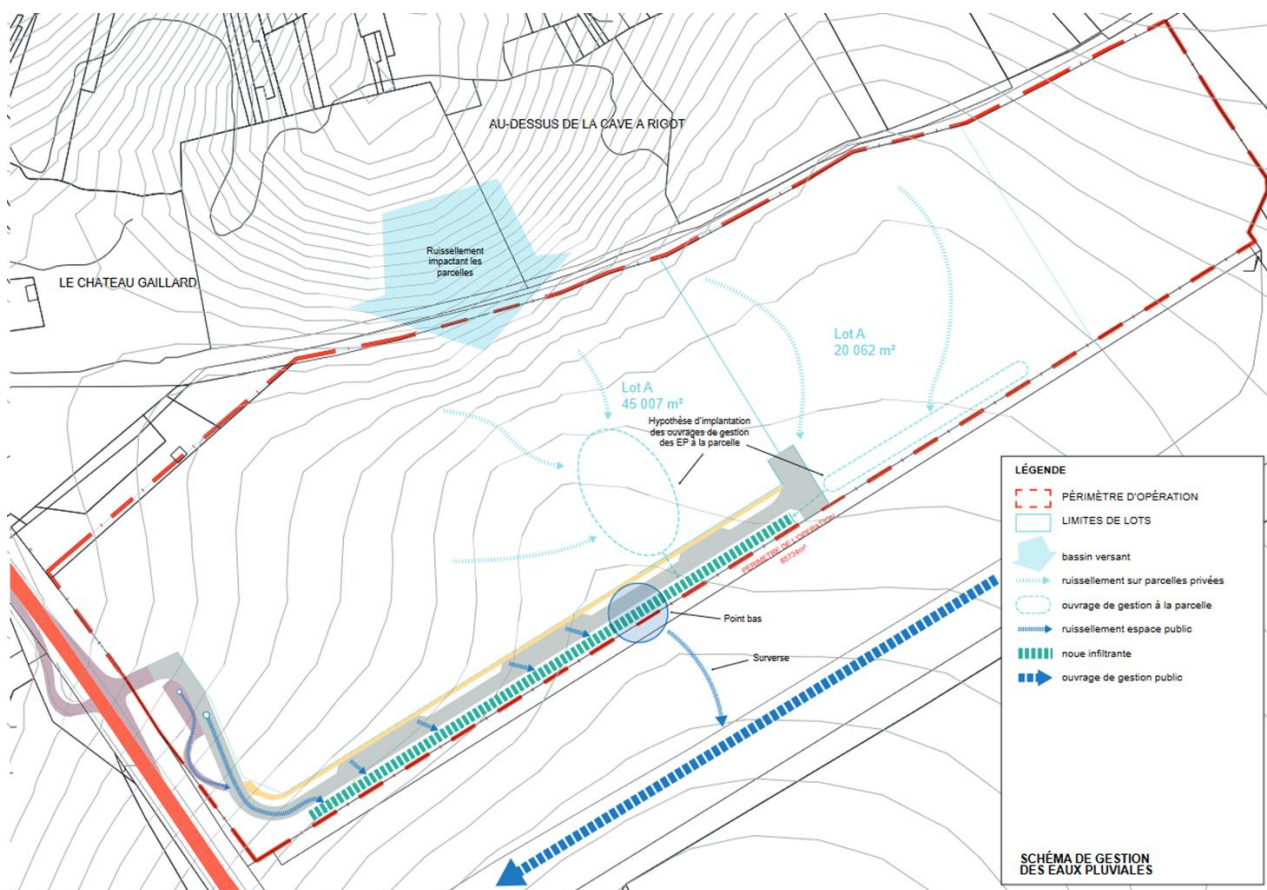 AU-DESSUS DE LA CAVE A RIGOT
LE CHATEAU GAILLARD
Ruissellement
impactant les
parcelles
Lot A
20 062 m²
Lot A
45 007 m²
Hypothèse d'implantation
des ouvrages de gestion
des EP à la parcelle
PERIMETRE DE L'OPERATION
65734m²
Point bas
Surverse
LÉGENDE
PÉRIMÈTRE D'OPÉRATION
LIMITES DE LOTS
bassin versant
ruissellement sur parcelles privées
ouvrage de gestion à la parcelle
ruissellement espace public
noue infiltrante
ouvrage de gestion public
SCHÉMA DE GESTION
DES EAUX PLUVIALES